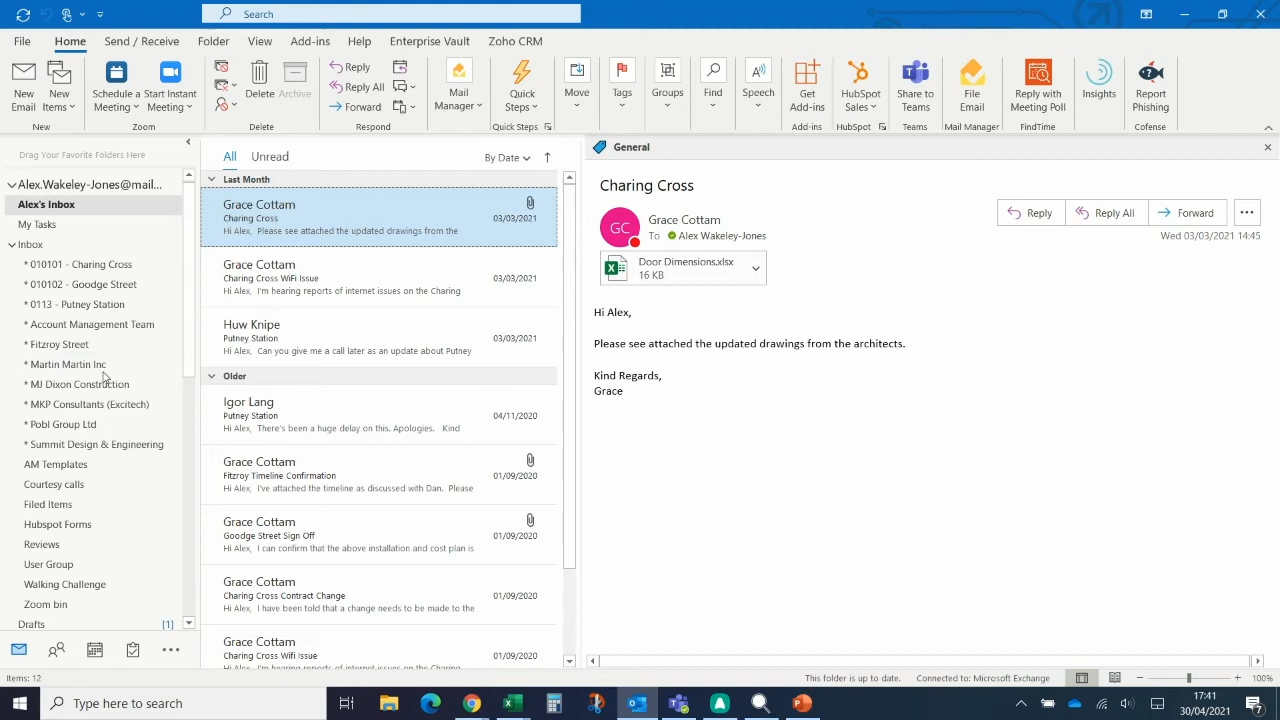 Search
File Home Send / Receive Folder View Add-ins Help Enterprise Vault Zoho CRM
New Email
New Items
New
Schedule a Meeting
Start Instant Meeting
Zoom
Delete
Archive
Delete
Reply
Reply All
Forward
Respond
Mail Manager
Quick Steps
Quick Steps
Move
Tags
Groups
Find
Speech
Get Add-ins
Add-ins
HubSpot Sales
HubSpot
Share to Teams
Teams
File Email
Mail Manager
Reply with Meeting Poll
FindTime
Insights
Report Phishing
Cofense
Drag Your Favorite Folders Here
Alex.Wakeley-Jones@mail...
Alex's Inbox
My Tasks
Inbox
* 010101 - Charing Cross
* 010102 - Goodge Street
* 0113 - Putney Station
* Account Management Team
* Fitzroy Street
* Martin Martin Inc
* MJ Dixon Construction
* MKP Consultants (Excitech)
* Pobl Group Ltd
* Summit Design & Engineering
AM Templates
Courtesy calls
Filed Items
Hubspot Forms
Reviews
User Group
Walking Challenge
Zoom bin
Drafts [1]
All Unread By Date
Last Month
Grace Cottam
Charing Cross 03/03/2021
Hi Alex, Please see attached the updated drawings from the
Grace Cottam
Charing Cross WiFi Issue 03/03/2021
Hi Alex, I'm hearing reports of internet issues on the Charing
Huw Knipe
Putney Station 03/03/2021
Hi Alex, Can you give me a call later as an update about Putney
Older
Igor Lang
Putney Station 04/11/2020
Hi Alex, There's been a huge delay on this. Apologies. Kind
Grace Cottam
Fitzroy Timeline Confirmation 01/09/2020
Hi Alex, I've attached the timeline as discussed with Dan. Please
Grace Cottam
Goodge Street Sign Off 01/09/2020
Hi Alex, I can confirm that the above installation and cost plan is
Grace Cottam
Charing Cross Contract Change 01/09/2020
Hi Alex, I have been told that a change needs to be made to the
Grace Cottam
Charing Cross Wifi Issue 01/09/2020
Hi Alex, I'm hearing reports of internet issues on the Charing
General
Charing Cross
GC
Grace Cottam
To Alex Wakeley-Jones
Reply Reply All Forward
Wed 03/03/2021 14:45
Door Dimensions.xlsx
16 KB
Hi Alex,
Please see attached the updated drawings from the architects.
Kind Regards,
Grace
Items: 12 This folder is up to date. Connected to: Microsoft Exchange 100%
Type here to search
17:41
30/04/2021
7